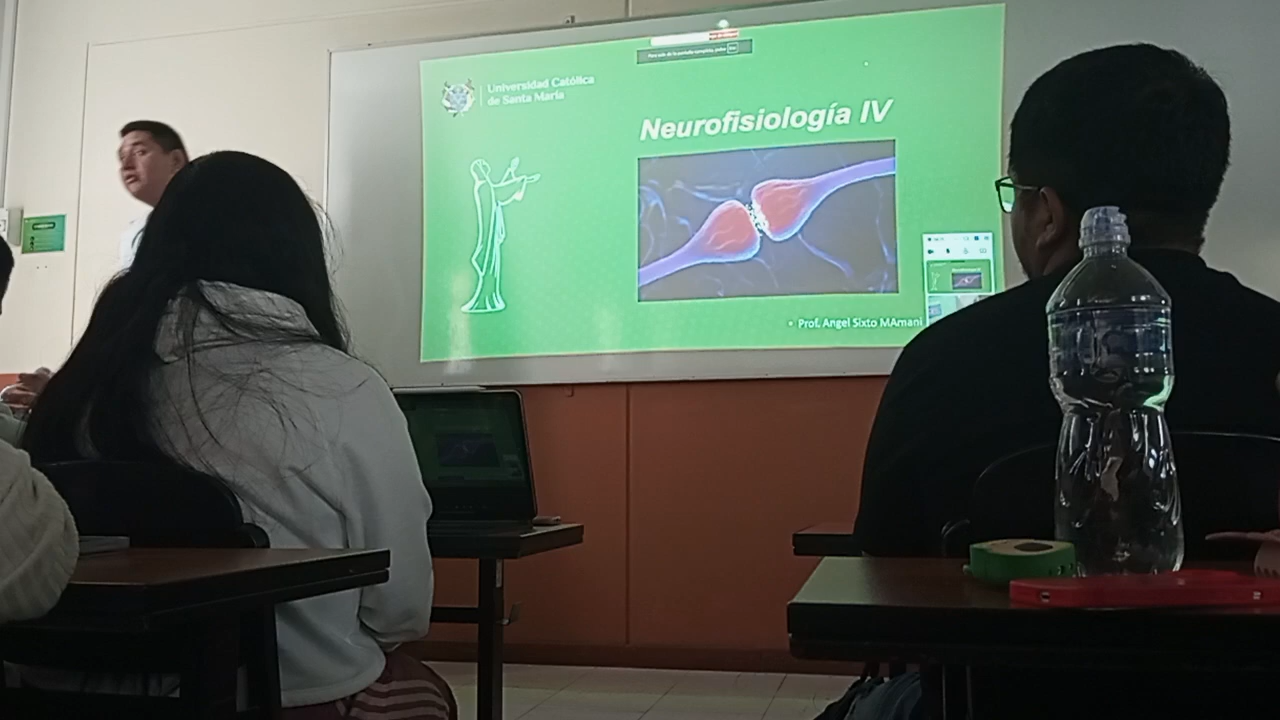 Universidad Católica
de Santa María
Neurofisiología IV
• Prof. Angel Sixto MAmani